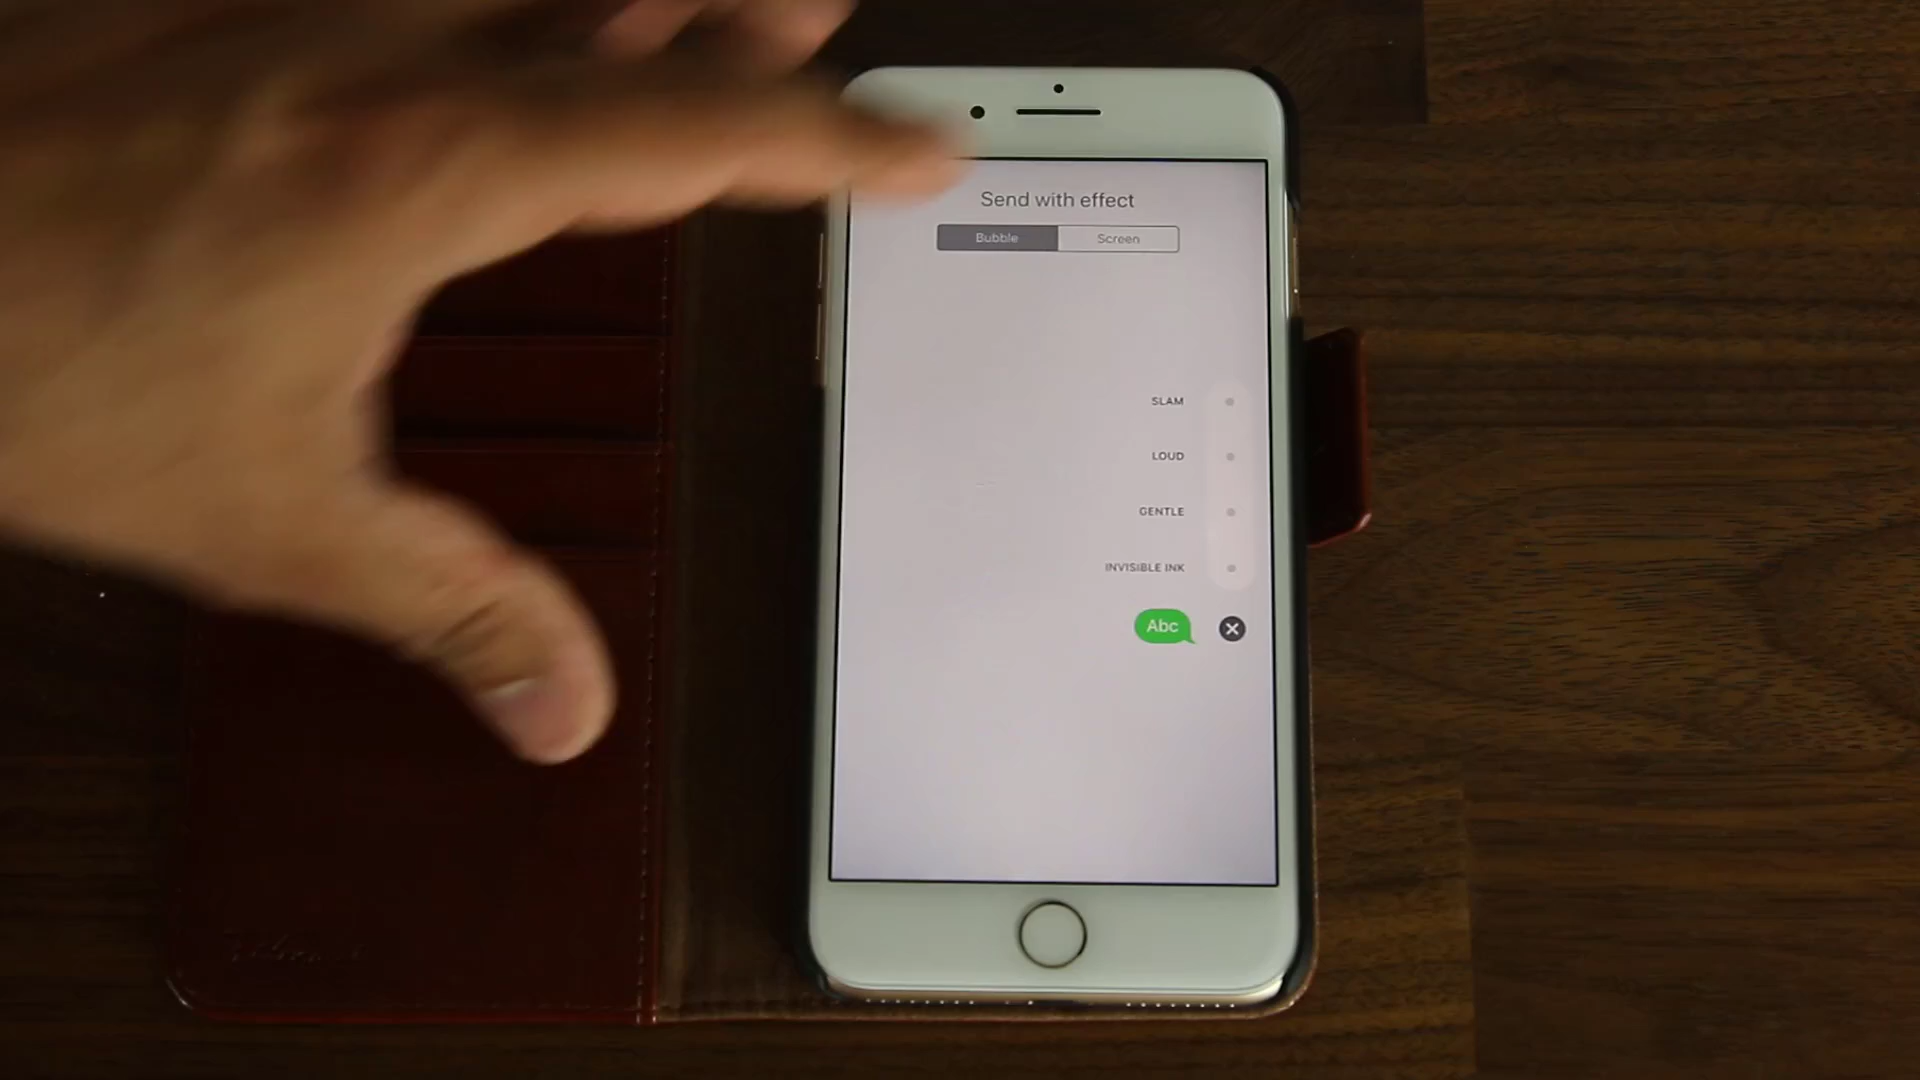 Send with effect
Bubble Screen
SLAM
LOUD
GENTLE
INVISIBLE INK
Abc